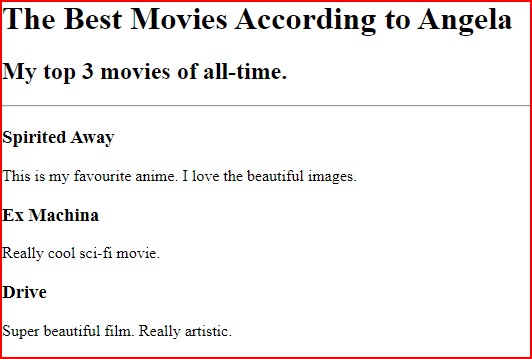 The Best Movies According to Angela
My top 3 movies of all-time.
Spirited Away
This is my favourite anime. I love the beautiful images.
Ex Machina
Really cool sci-fi movie.
Drive
Super beautiful film. Really artistic.